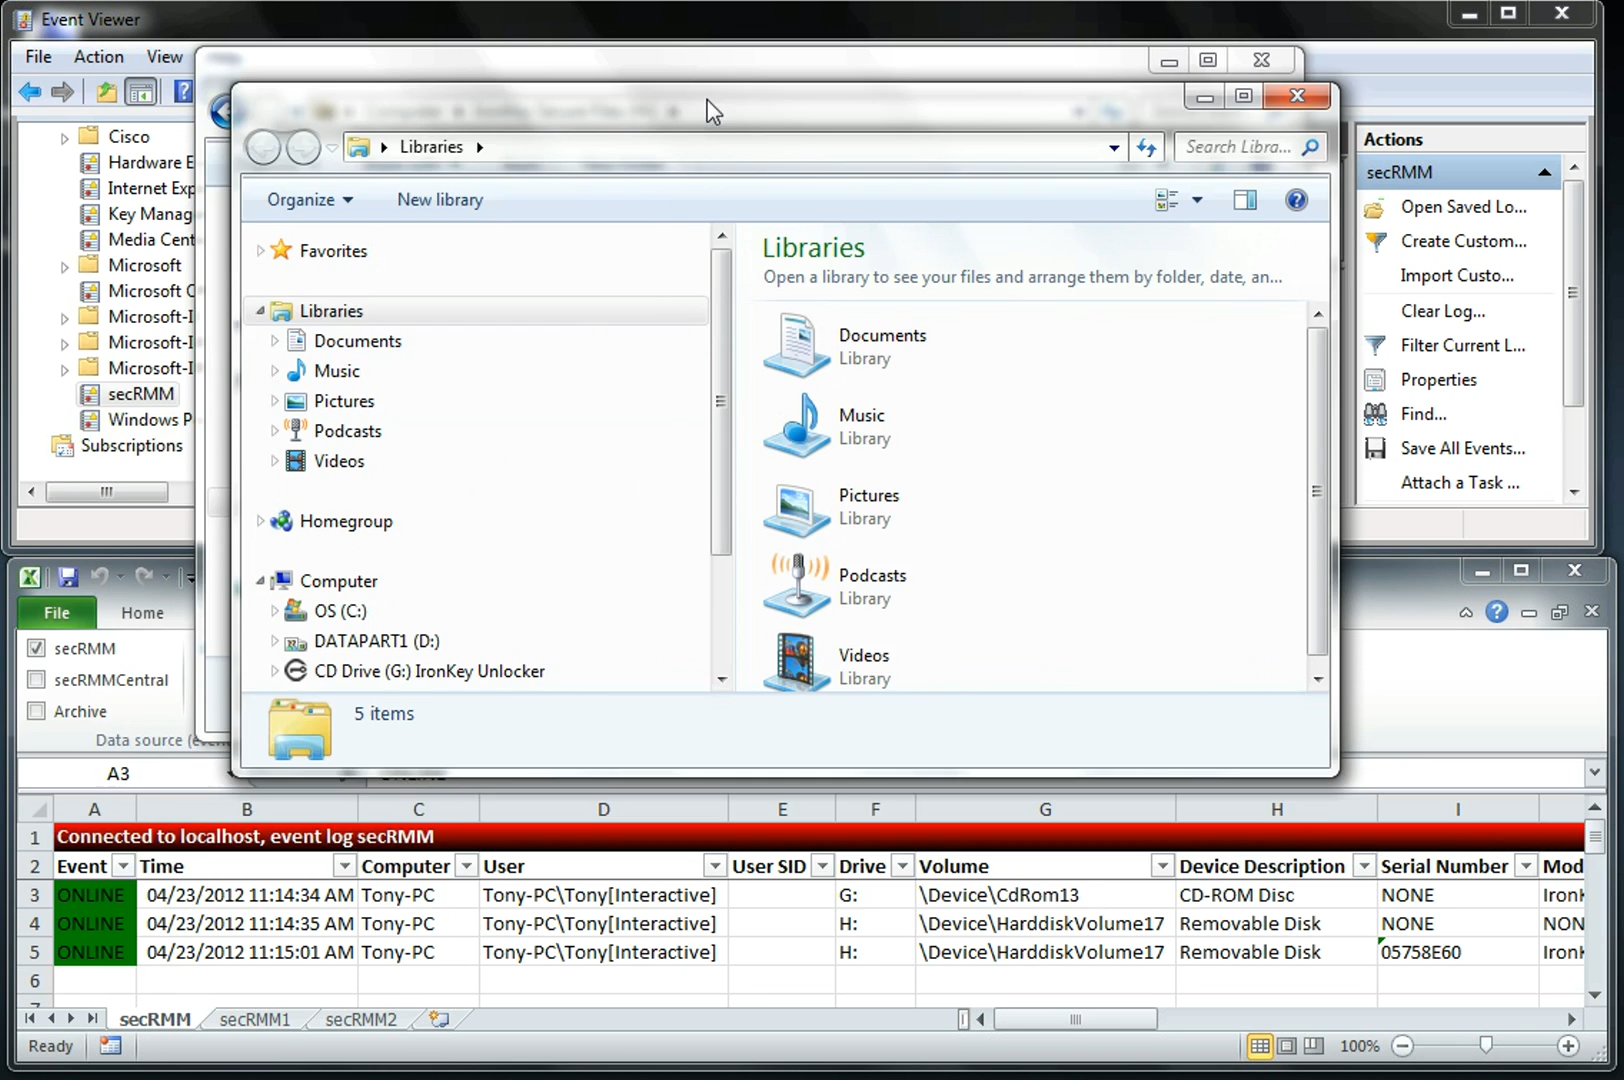 Event Viewer
File Action View
Cisco
Hardware E
Internet Exp
Key Manag
Media Cent
Microsoft
Microsoft C
Microsoft-I
Microsoft-I
Microsoft-I
secRMM
Windows P
Subscriptions
Libraries
Search Libra...
Organize New library
Favorites
Libraries
Documents
Music
Pictures
Podcasts
Videos
Homegroup
Computer
OS (C:)
DATAPART1 (D:)
CD Drive (G:) IronKey Unlocker
Libraries
Open a library to see your files and arrange them by folder, date, an...
Documents
Library
Music
Library
Pictures
Library
Podcasts
Library
Videos
Library
5 items
Actions
secRMM
Open Saved Lo...
Create Custom...
Import Custo...
Clear Log...
Filter Current L...
Properties
Find...
Save All Events...
Attach a Task ...
File Home
secRMM
secRMMCentral
Archive
Data source (e
A3
A B C D E F G H I
1 Connected to localhost, event log secRMM
2 Event Time Computer User User SID Drive Volume Device Description Serial Number Mod
3 ONLINE 04/23/2012 11:14:34 AM Tony-PC Tony-PC\Tony[Interactive] G: \Device\CdRom13 CD-ROM Disc NONE IronK
4 ONLINE 04/23/2012 11:14:35 AM Tony-PC Tony-PC\Tony[Interactive] H: \Device\HarddiskVolume17 Removable Disk NONE NON
5 ONLINE 04/23/2012 11:15:01 AM Tony-PC Tony-PC\Tony[Interactive] H: \Device\HarddiskVolume17 Removable Disk 05758E60 IronK
6
7
secRMM secRMM1 secRMM2
Ready 100%